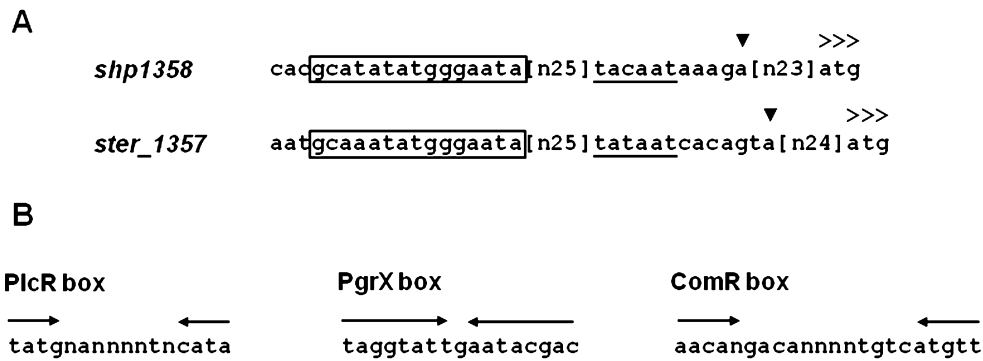 A
>>>
shp1358 cacgcatatatgggaata[n25]tacaataaaga[n23]atg
>>>
ster_1357 aatgcaaatatgggaata[n25]tataatcacagta[n24]atg
B
PlcR box PgrX box ComR box
tatgnannnntncata taggtattgaatacgac aacangacannnntgtcatgtt